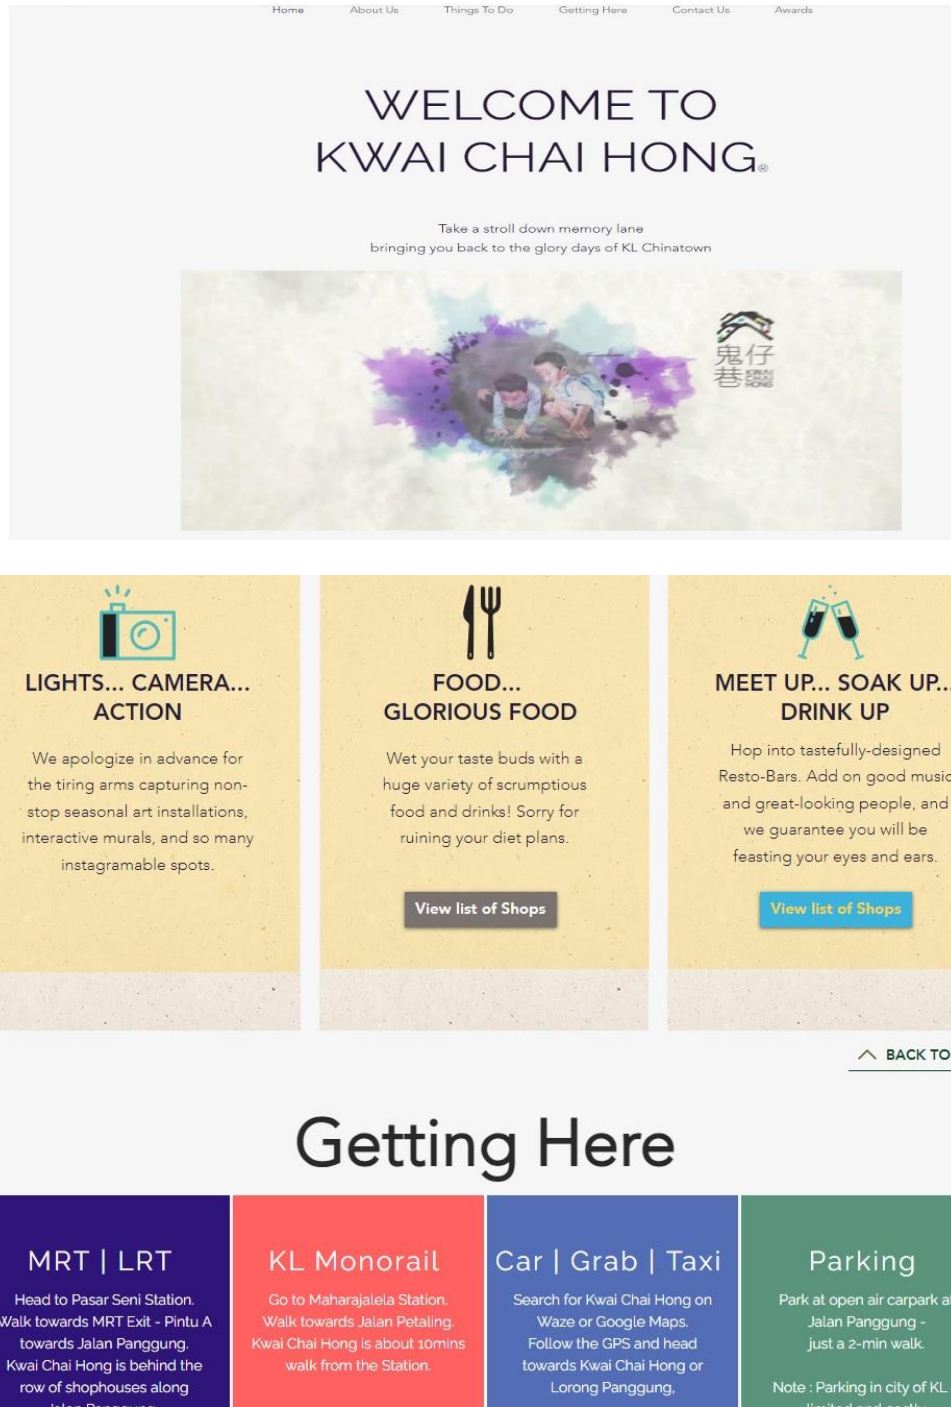 Home About Us Things To Do Getting Here Contact Us Awards
WELCOME TO
KWAI CHAI HONG®
Take a stroll down memory lane
bringing you back to the glory days of KL Chinatown
鬼仔
巷 KWAI
CHAI
HONG
LIGHTS... CAMERA...
ACTION
We apologize in advance for
the tiring arms capturing non-
stop seasonal art installations,
interactive murals, and so many
instagramable spots.
FOOD...
GLORIOUS FOOD
Wet your taste buds with a
huge variety of scrumptious
food and drinks! Sorry for
ruining your diet plans.
View list of Shops
MEET UP... SOAK UP...
DRINK UP
Hop into tastefully-designed
Resto-Bars. Add on good music
and great-looking people, and
we guarantee you will be
feasting your eyes and ears.
View list of Shops
BACK TO
Getting Here
MRT | LRT
Head to Pasar Seni Station.
Walk towards MRT Exit - Pintu A
towards Jalan Panggung.
Kwai Chai Hong is behind the
row of shophouses along
Jalan Panggung
KL Monorail
Go to Maharajalela Station.
Walk towards Jalan Petaling.
Kwai Chai Hong is about 10mins
walk from the Station.
Car | Grab | Taxi
Search for Kwai Chai Hong on
Waze or Google Maps.
Follow the GPS and head
towards Kwai Chai Hong or
Lorong Panggung,
Parking
Park at open air carpark at
Jalan Panggung -
just a 2-min walk.
Note : Parking in city of KL
limited and costly